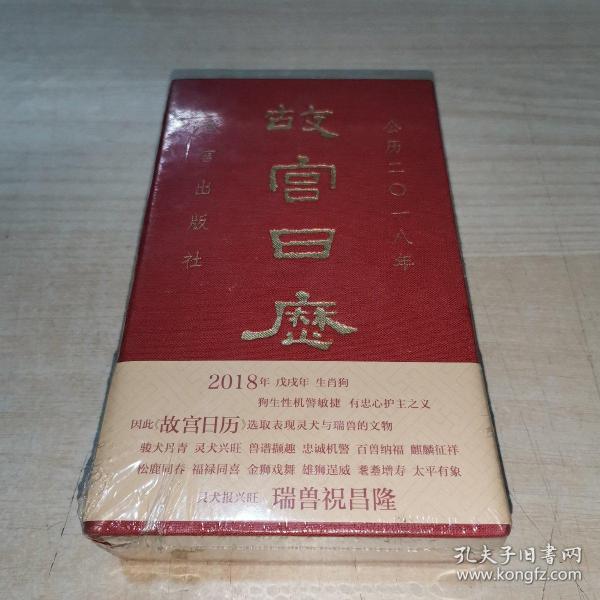 公历二〇一八年
故宫日历
故宫出版社
2018年 戊戌年 生肖狗
狗生性机警敏捷 有忠心护主之义
因此《故宫日历》选取表现灵犬与瑞兽的文物
骏犬丹青 灵犬兴旺 兽谱撷趣 忠诚机警 百兽纳福 麒麟征祥
松鹿同春 福禄同喜 金狮戏舞 雄狮逞威 耄耋增寿 太平有象
灵犬报兴旺 瑞兽祝昌隆
孔夫子旧书网
www.kongfz.com